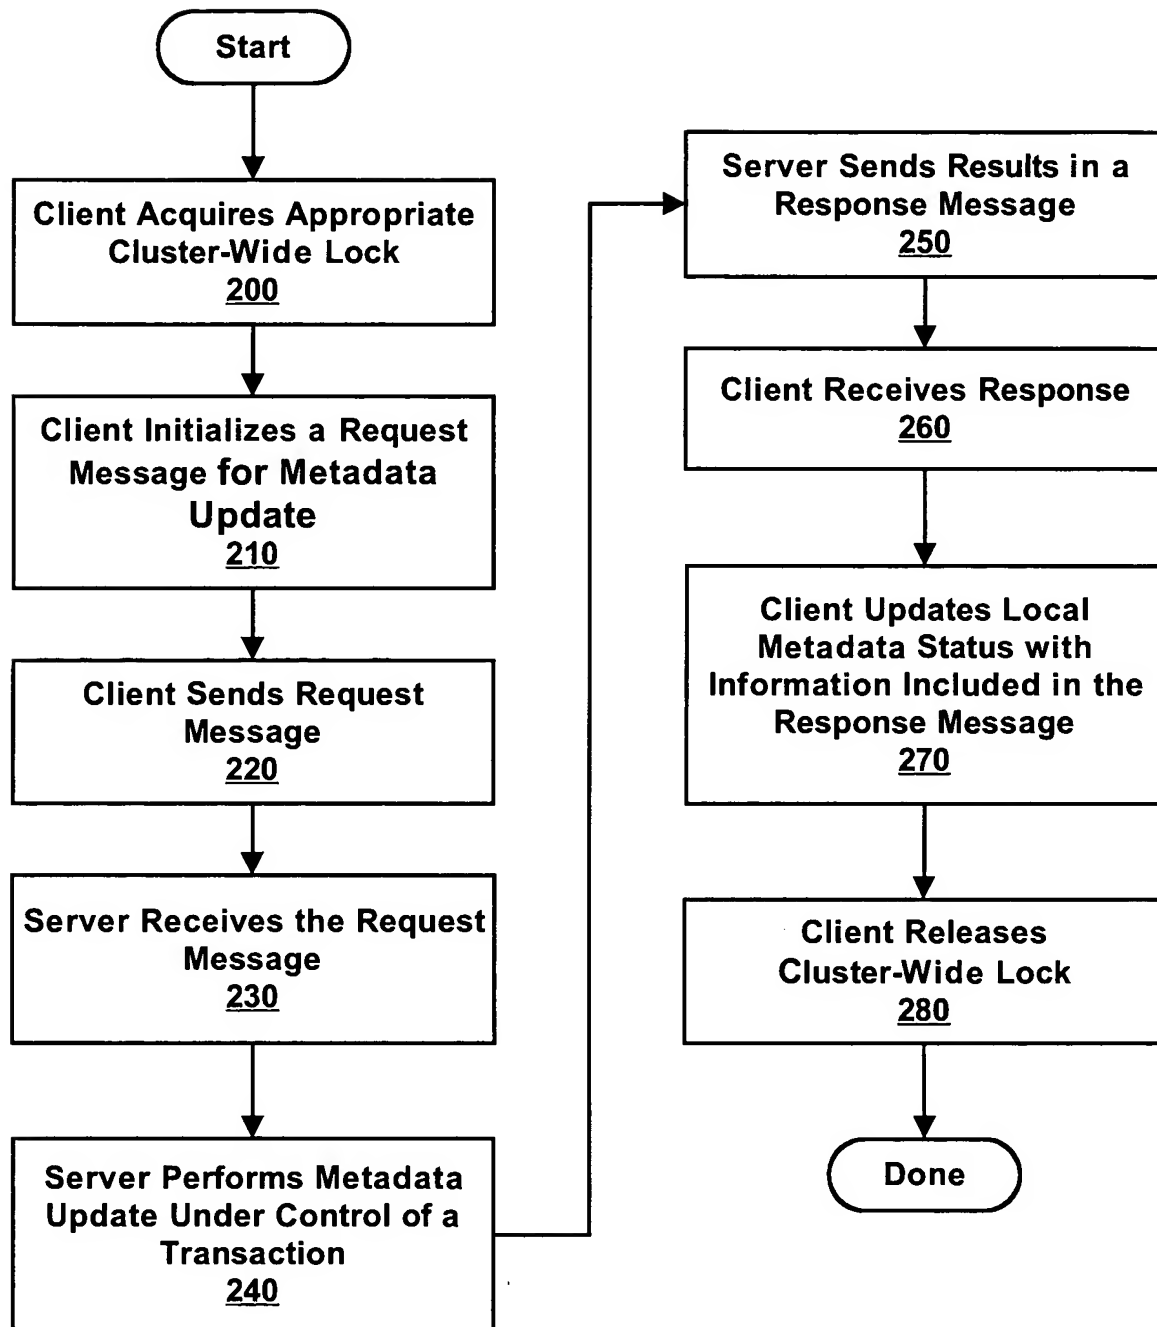 Start
Client Acquires Appropriate
Cluster-Wide Lock
200
Client Initializes a Request
Message for Metadata
Update
210
Client Sends Request
Message
220
Server Receives the Request
Message
230
Server Performs Metadata
Update Under Control of a
Transaction
240
Server Sends Results in a
Response Message
250
Client Receives Response
260
Client Updates Local
Metadata Status with
Information Included in the
Response Message
270
Client Releases
Cluster-Wide Lock
280
Done